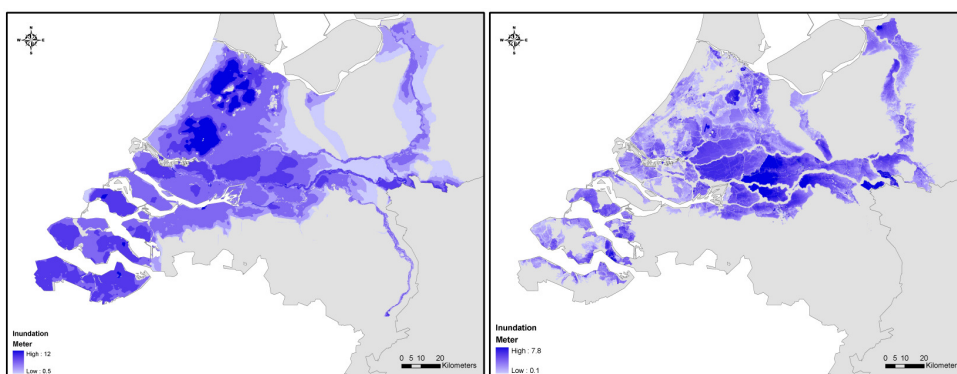 N
W E
S
Inundation
Meter
High : 12
Low : 0.5
0 5 10 20
Kilometers
N
W E
S
Inundation
Meter
High : 7.8
Low : 0.1
0 5 10 20
Kilometers